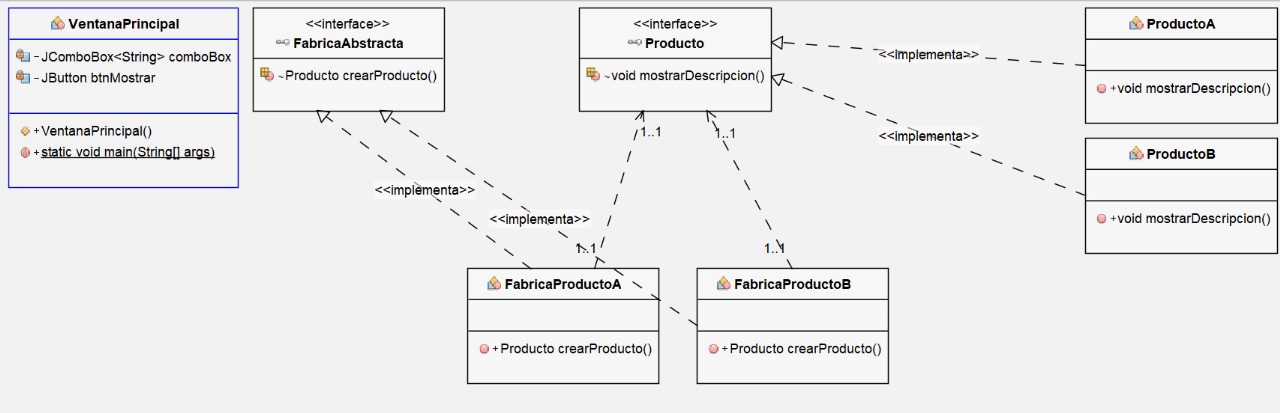 VentanaPrincipal
- JComboBox<String> comboBox
- JButton btnMostrar
+ VentanaPrincipal()
+ static void main(String[] args)
<<interface>>
FabricaAbstracta
~ Producto crearProducto()
<<interface>>
Producto
~ void mostrarDescripcion()
ProductoA
+ void mostrarDescripcion()
<<implementa>>
<<implementa>>
ProductoB
+ void mostrarDescripcion()
1..1
1..1
<<implementa>>
<<implementa>>
1..1
1..1
FabricaProductoA
+ Producto crearProducto()
FabricaProductoB
+ Producto crearProducto()